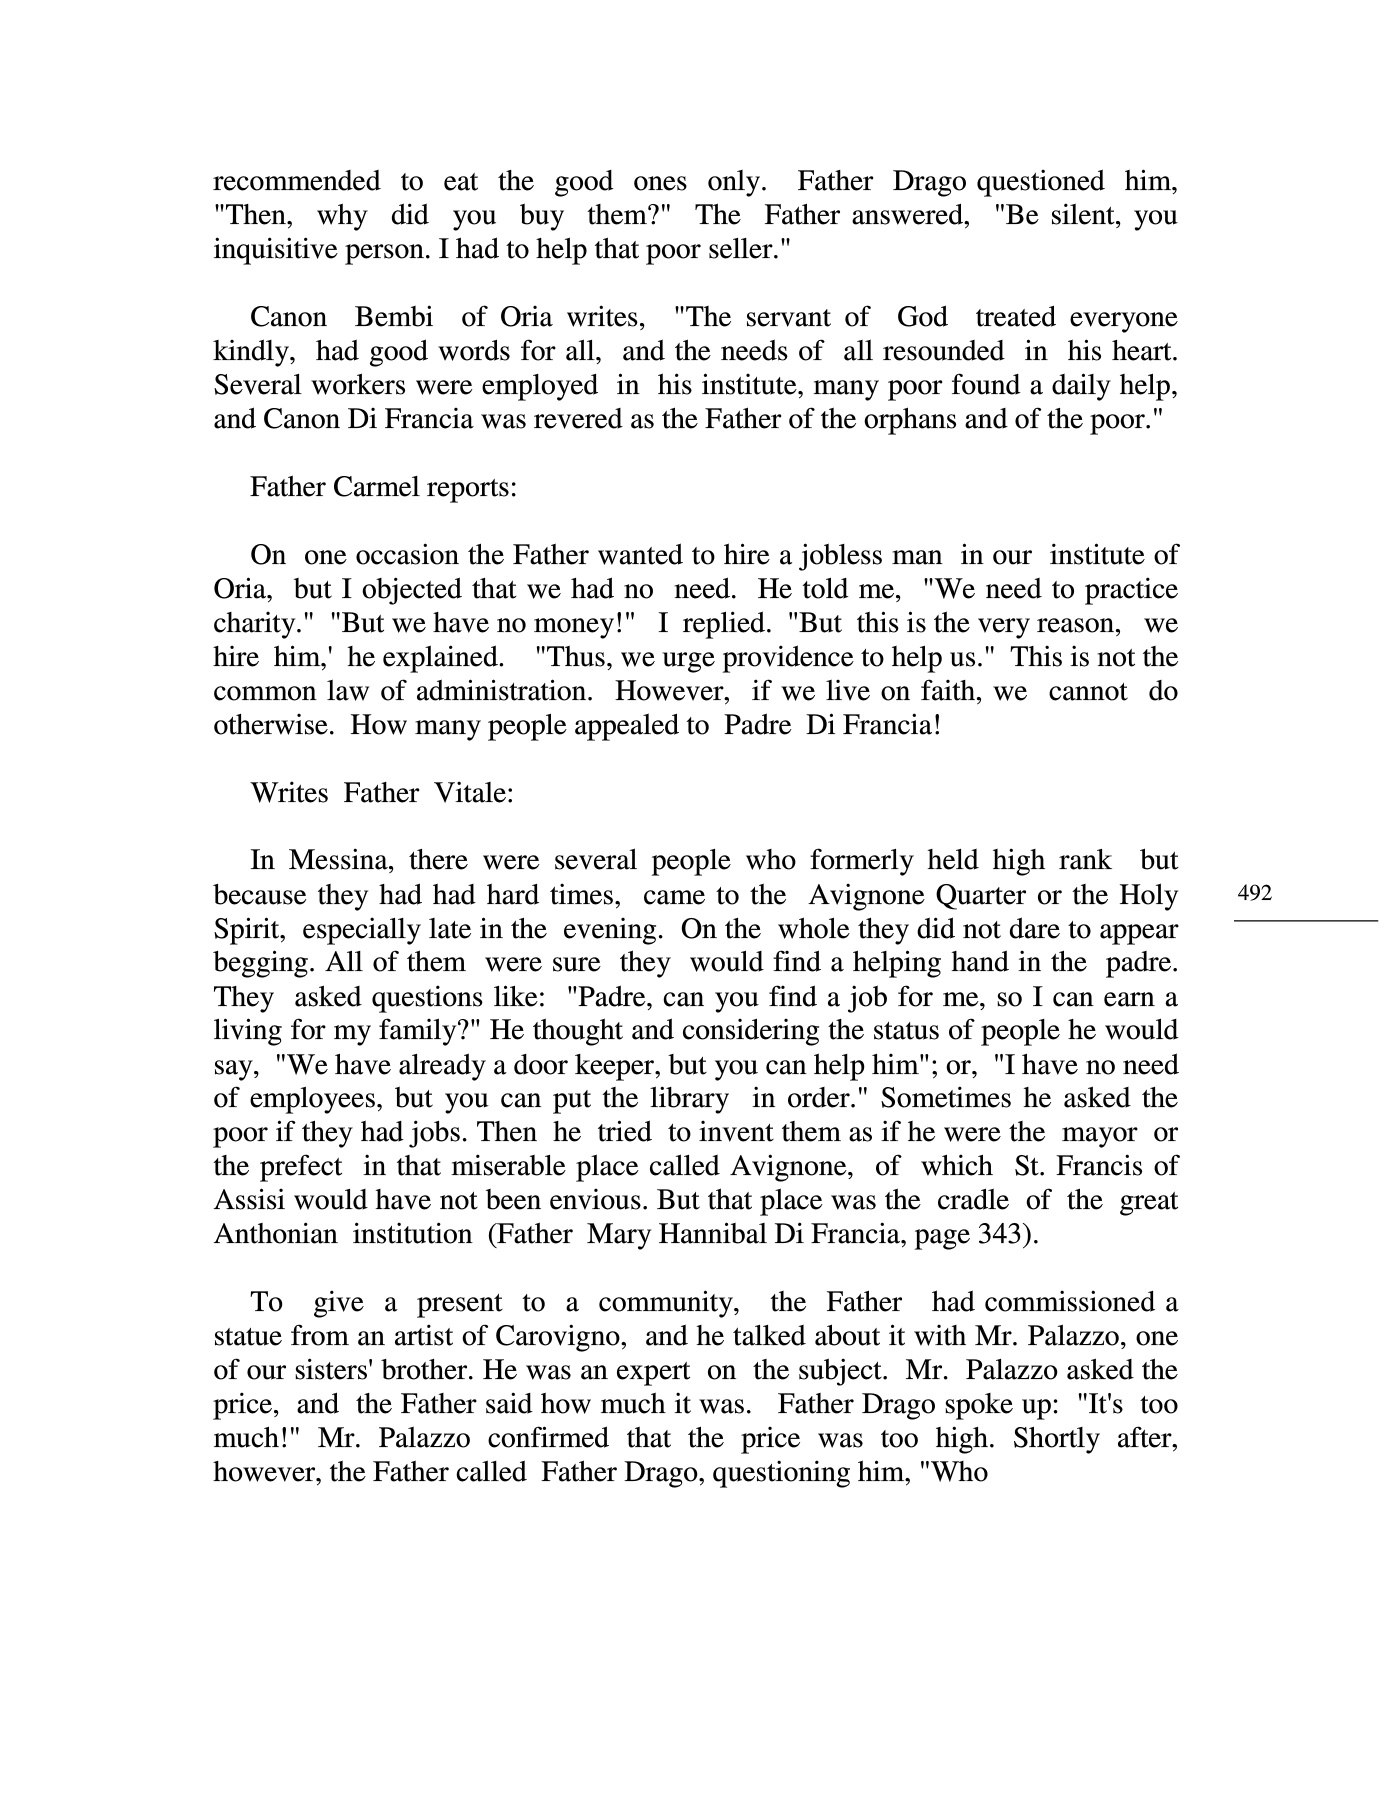 recommended to eat the good ones only. Father Drago questioned him,
"Then, why did you buy them?" The Father answered, "Be silent, you
inquisitive person. I had to help that poor seller."
Canon Bembi of Oria writes, "The servant of God treated everyone
kindly, had good words for all, and the needs of all resounded in his heart.
Several workers were employed in his institute, many poor found a daily help,
and Canon Di Francia was revered as the Father of the orphans and of the poor."
Father Carmel reports:
On one occasion the Father wanted to hire a jobless man in our institute of
Oria, but I objected that we had no need. He told me, "We need to practice
charity." "But we have no money!" I replied. "But this is the very reason, we
hire him,' he explained. "Thus, we urge providence to help us." This is not the
common law of administration. However, if we live on faith, we cannot do
otherwise. How many people appealed to Padre Di Francia!
Writes Father Vitale:
In Messina, there were several people who formerly held high rank but
because they had had hard times, came to the Avignone Quarter or the Holy
Spirit, especially late in the evening. On the whole they did not dare to appear
begging. All of them were sure they would find a helping hand in the padre.
They asked questions like: "Padre, can you find a job for me, so I can earn a
living for my family?" He thought and considering the status of people he would
say, "We have already a door keeper, but you can help him"; or, "I have no need
of employees, but you can put the library in order." Sometimes he asked the
poor if they had jobs. Then he tried to invent them as if he were the mayor or
the prefect in that miserable place called Avignone, of which St. Francis of
Assisi would have not been envious. But that place was the cradle of the great
Anthonian institution (Father Mary Hannibal Di Francia, page 343).
To give a present to a community, the Father had commissioned a
statue from an artist of Carovigno, and he talked about it with Mr. Palazzo, one
of our sisters' brother. He was an expert on the subject. Mr. Palazzo asked the
price, and the Father said how much it was. Father Drago spoke up: "It's too
much!" Mr. Palazzo confirmed that the price was too high. Shortly after,
however, the Father called Father Drago, questioning him, "Who
492